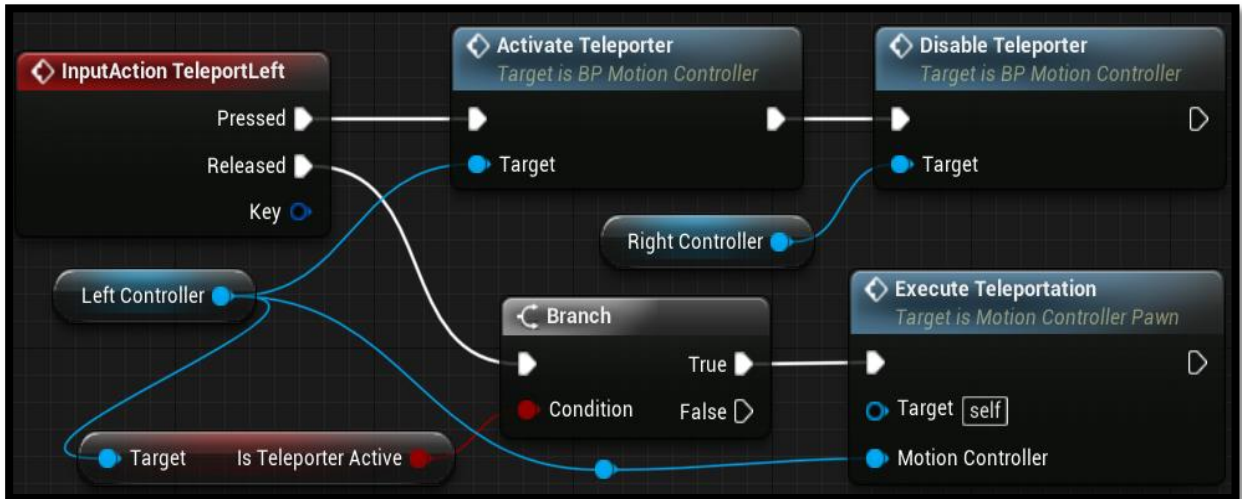 InputAction TeleportLeft
Pressed
Released
Key
Activate Teleporter
Target is BP Motion Controller
Target
Disable Teleporter
Target is BP Motion Controller
Target
Right Controller
Left Controller
Branch
True
Condition
False
Execute Teleportation
Target is Motion Controller Pawn
Target self
Motion Controller
Target Is Teleporter Active